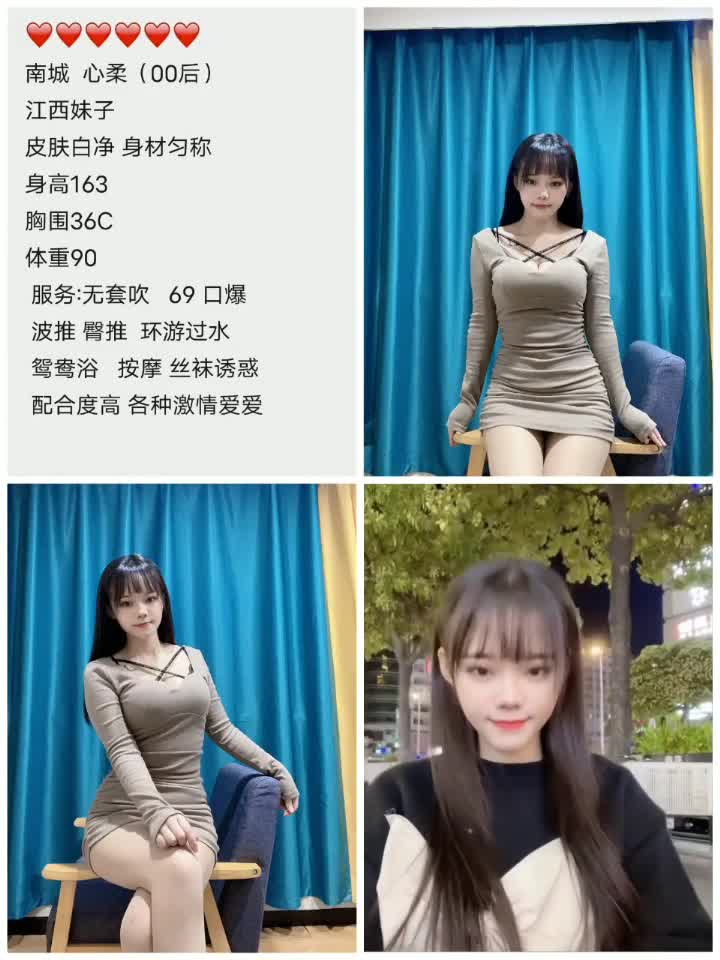 ❤️❤️❤️❤️❤️❤️
南城 心柔（00后）
江西妹子
皮肤白净 身材匀称
身高163
胸围36C
体重90
服务:无套吹 69 口爆
波推 臀推 环游过水
鸳鸯浴 按摩 丝袜诱惑
配合度高 各种激情爱爱